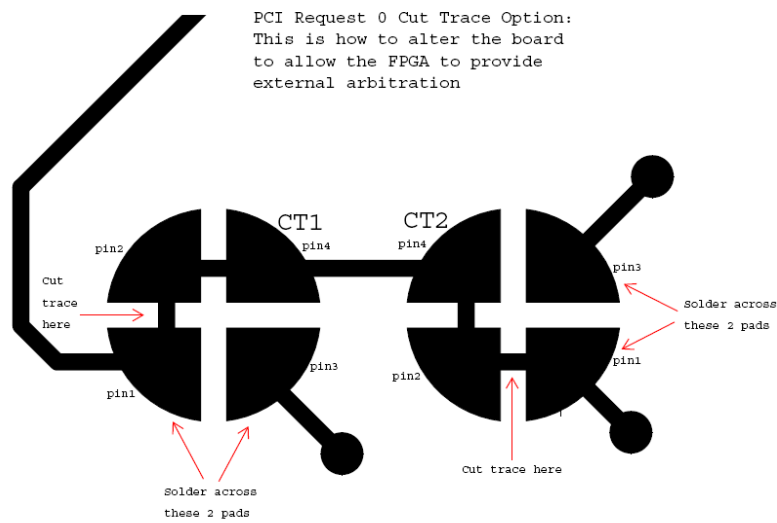 PCI Request 0 Cut Trace Option:
This is how to alter the board
to allow the FPGA to provide
external arbitration
CT1
CT2
pin2
pin4
pin4
pin3
Cut
trace
here
Solder across
these 2 pads
pin3
pin1
pin2
pin1
Cut trace here
Solder across
these 2 pads